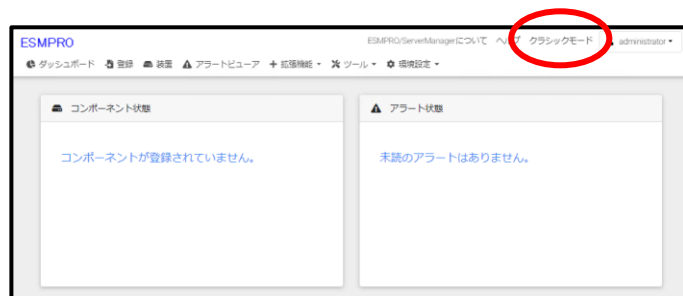 ESMPRO
ESMPRO/ServerManagerについて ヘルプ クラシックモード administrator
ダッシュボード 登録 装置 アラートビューア 拡張機能 ツール 環境設定
コンポーネント状態
アラート状態
コンポーネントが登録されていません。
未読のアラートはありません。